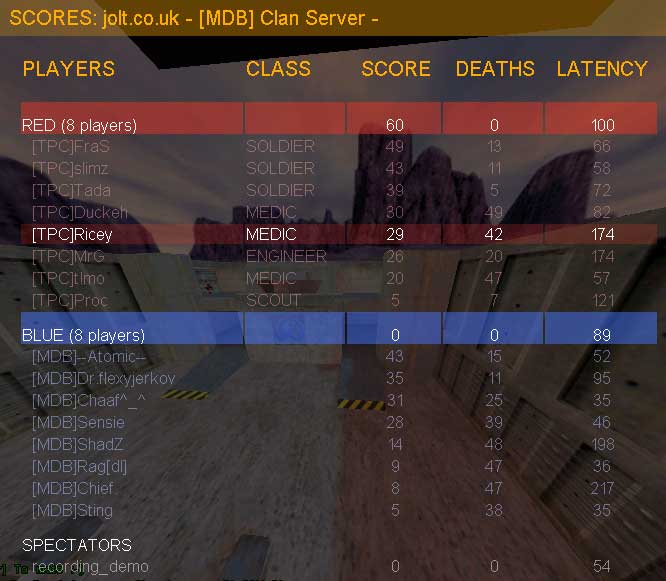 SCORES: jolt.co.uk - [MDB] Clan Server -
PLAYERS CLASS SCORE DEATHS LATENCY
RED (8 players) 60 0 100
[TPC]FraS SOLDIER 49 13 66
[TPC]slimz SOLDIER 43 11 58
[TPC]Tada SOLDIER 39 5 72
[TPC]Duckeh MEDIC 30 49 82
[TPC]Ricey MEDIC 29 42 174
[TPC]MrG ENGINEER 26 20 174
[TPC]t!mo MEDIC 20 47 57
[TPC]Proc SCOUT 5 7 121
BLUE (8 players) 0 0 89
[MDB]--Atomic-- 43 15 52
[MDB]Dr.flexyjerkov 35 11 95
[MDB]Chaaf^_^ 31 25 35
[MDB]Sensie 28 39 46
[MDB]ShadZ 14 48 198
[MDB]Rag[dl] 9 47 36
[MDB]Chief 8 47 217
[MDB]Sting 5 38 35
SPECTATORS
recording_demo 0 0 54